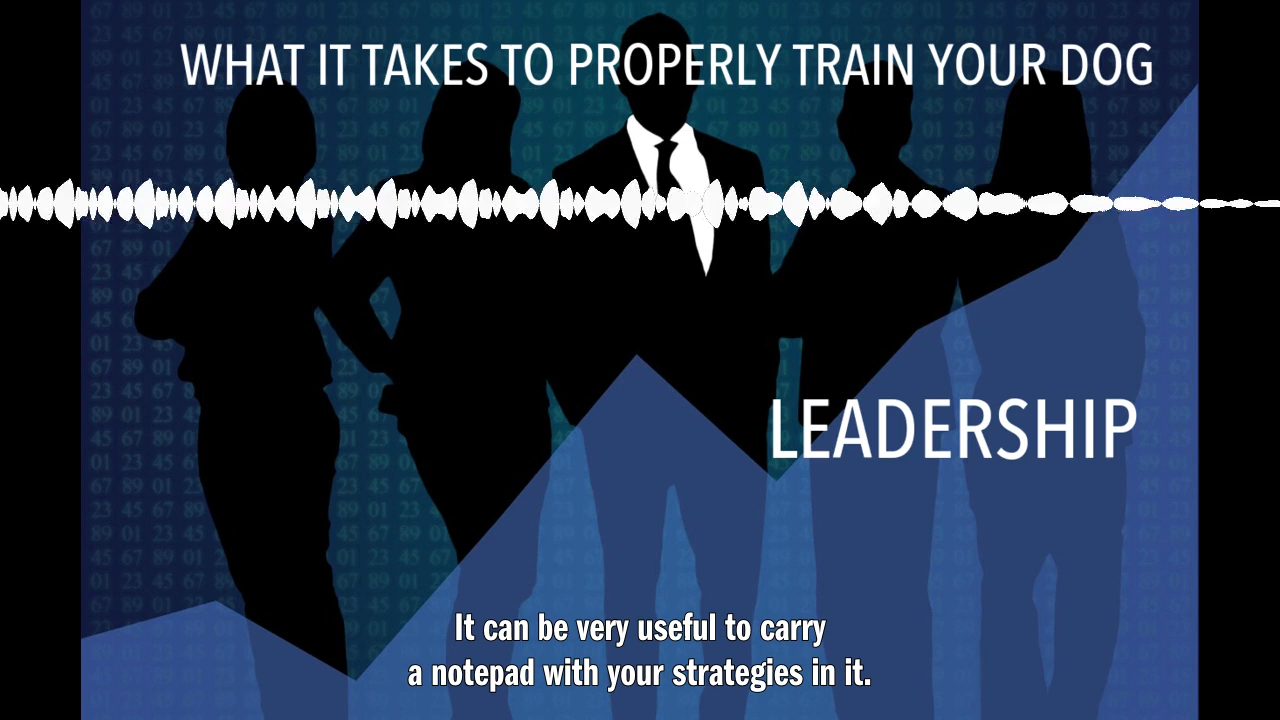 WHAT IT TAKES TO PROPERLY TRAIN YOUR DOG
LEADERSHIP
It can be very useful to carry
a notepad with your strategies in it.